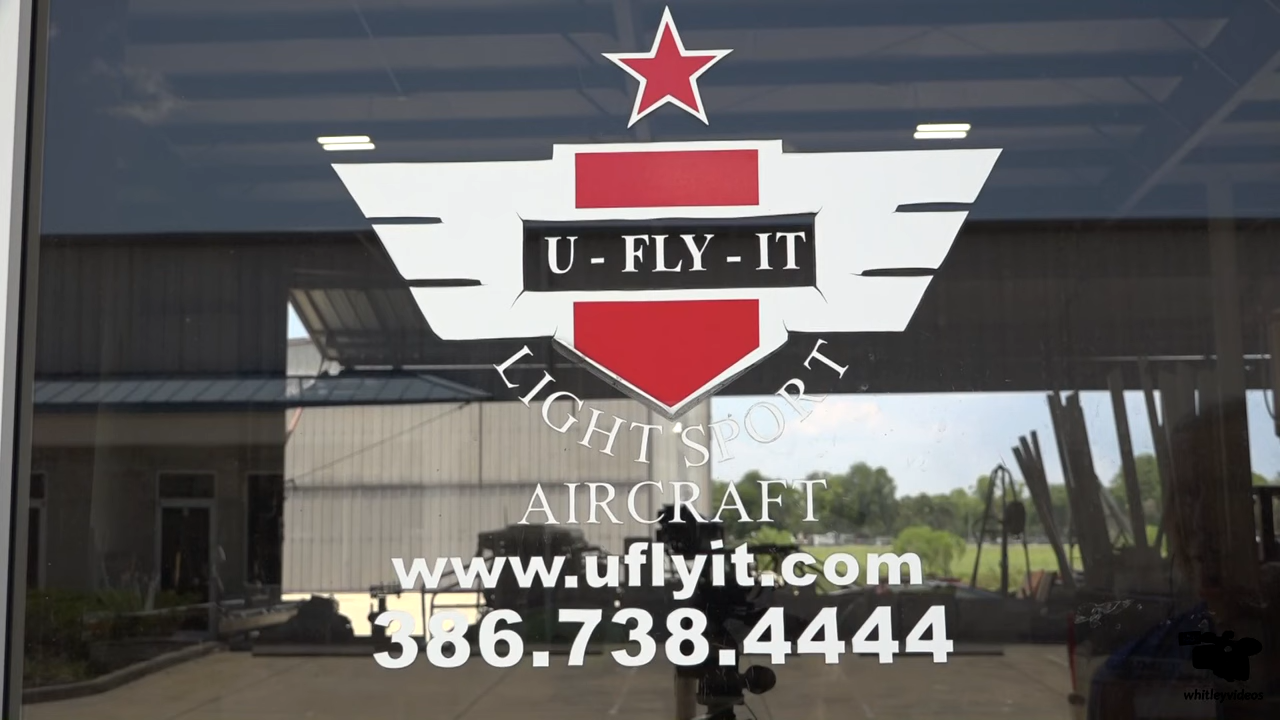 U - FLY - IT
LIGHT SPORT
AIRCRAFT
www.uflyit.com
386.738.4444
whitleyvideos